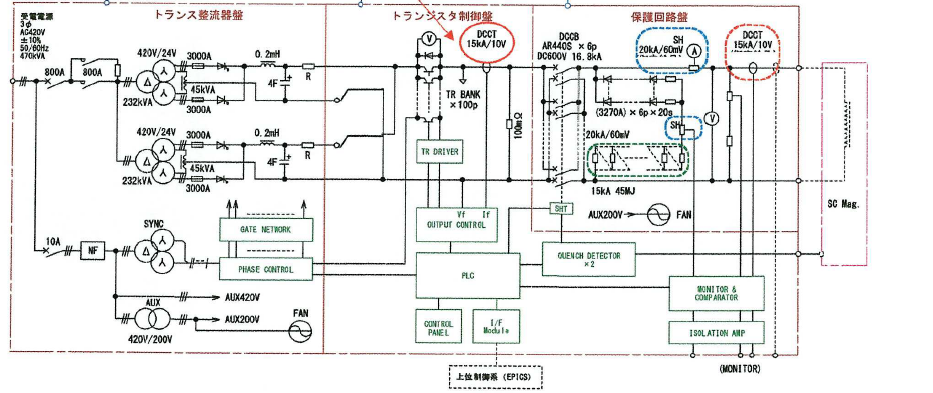 トランス整流器盤
トランジスタ制御盤
保護回路盤
受電電源
3φ
AC420V
±10%
50/60Hz
470kVA
800A
800A
420V/24V
3000A
0.2mH
4F
R
45kVA
232kVA
3000A
420V/24V
3000A
0.2mH
4F
R
45kVA
232kVA
3000A
V
DCCT
15kA/10V
TR BANK
×100p
100mΩ
TR DRIVER
DCCB
AR440S × 6p
DC600V 16.8kA
SH
20kA/60mV
A
DCCT
15kA/10V
(3270A) × 6p × 20s
V
SH
20kA/60mV
15kA 45MJ
SC Mag.
SHT
AUX200V
FAN
Vf If
OUTPUT CONTROL
10A
NF
SYNC
GATE NETWORK
PHASE CONTROL
PLC
QUENCH DETECTOR
×2
MONITOR &
COMPARATOR
AUX420V
AUX
AUX200V
FAN
420V/200V
CONTROL
PANEL
I/F
Module
ISOLATION AMP
(MONITOR)
上位制御系 (EPICS)